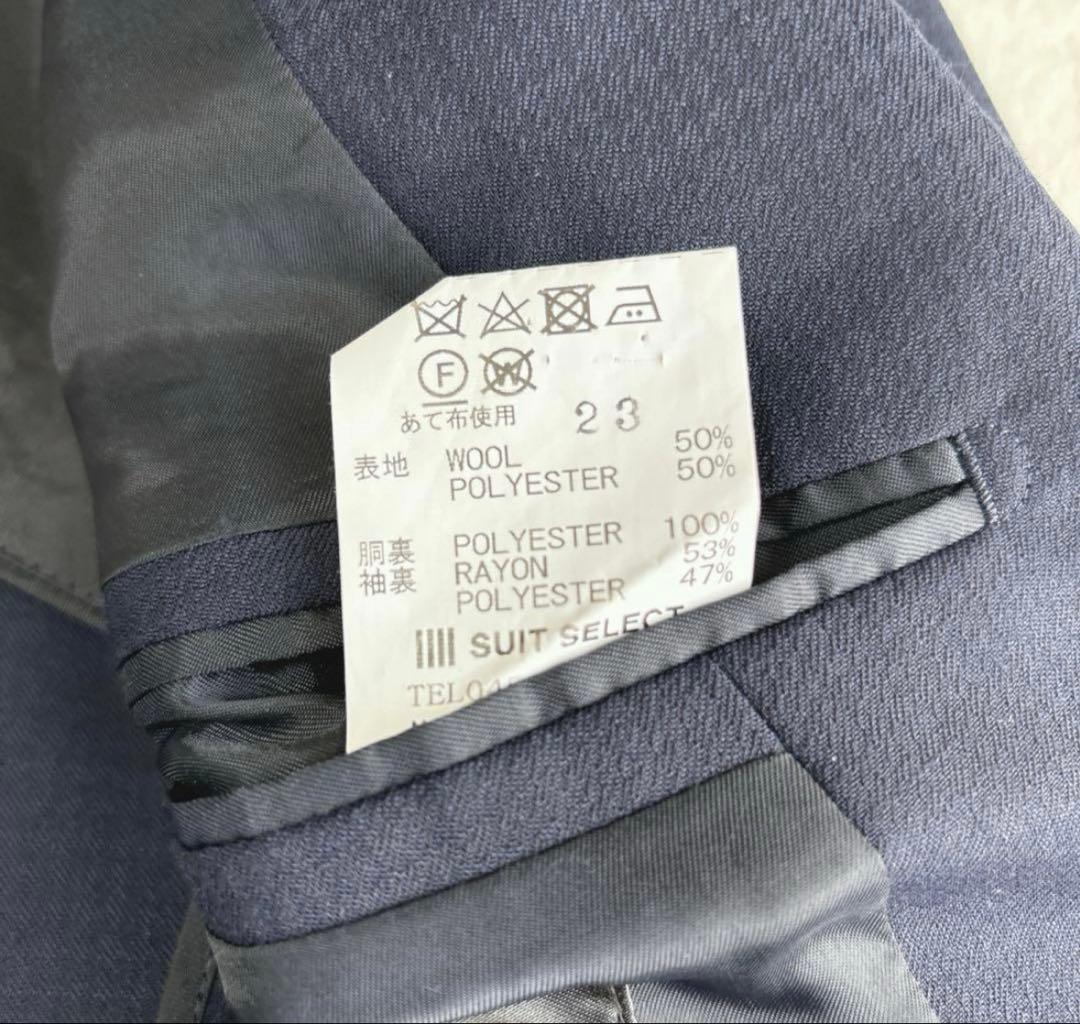 F W
あて布使用 23
表地 WOOL 50%
POLYESTER 50%
胴裏 POLYESTER 100%
袖裏 RAYON 53%
POLYESTER 47%
SUIT SELECT
TEL04